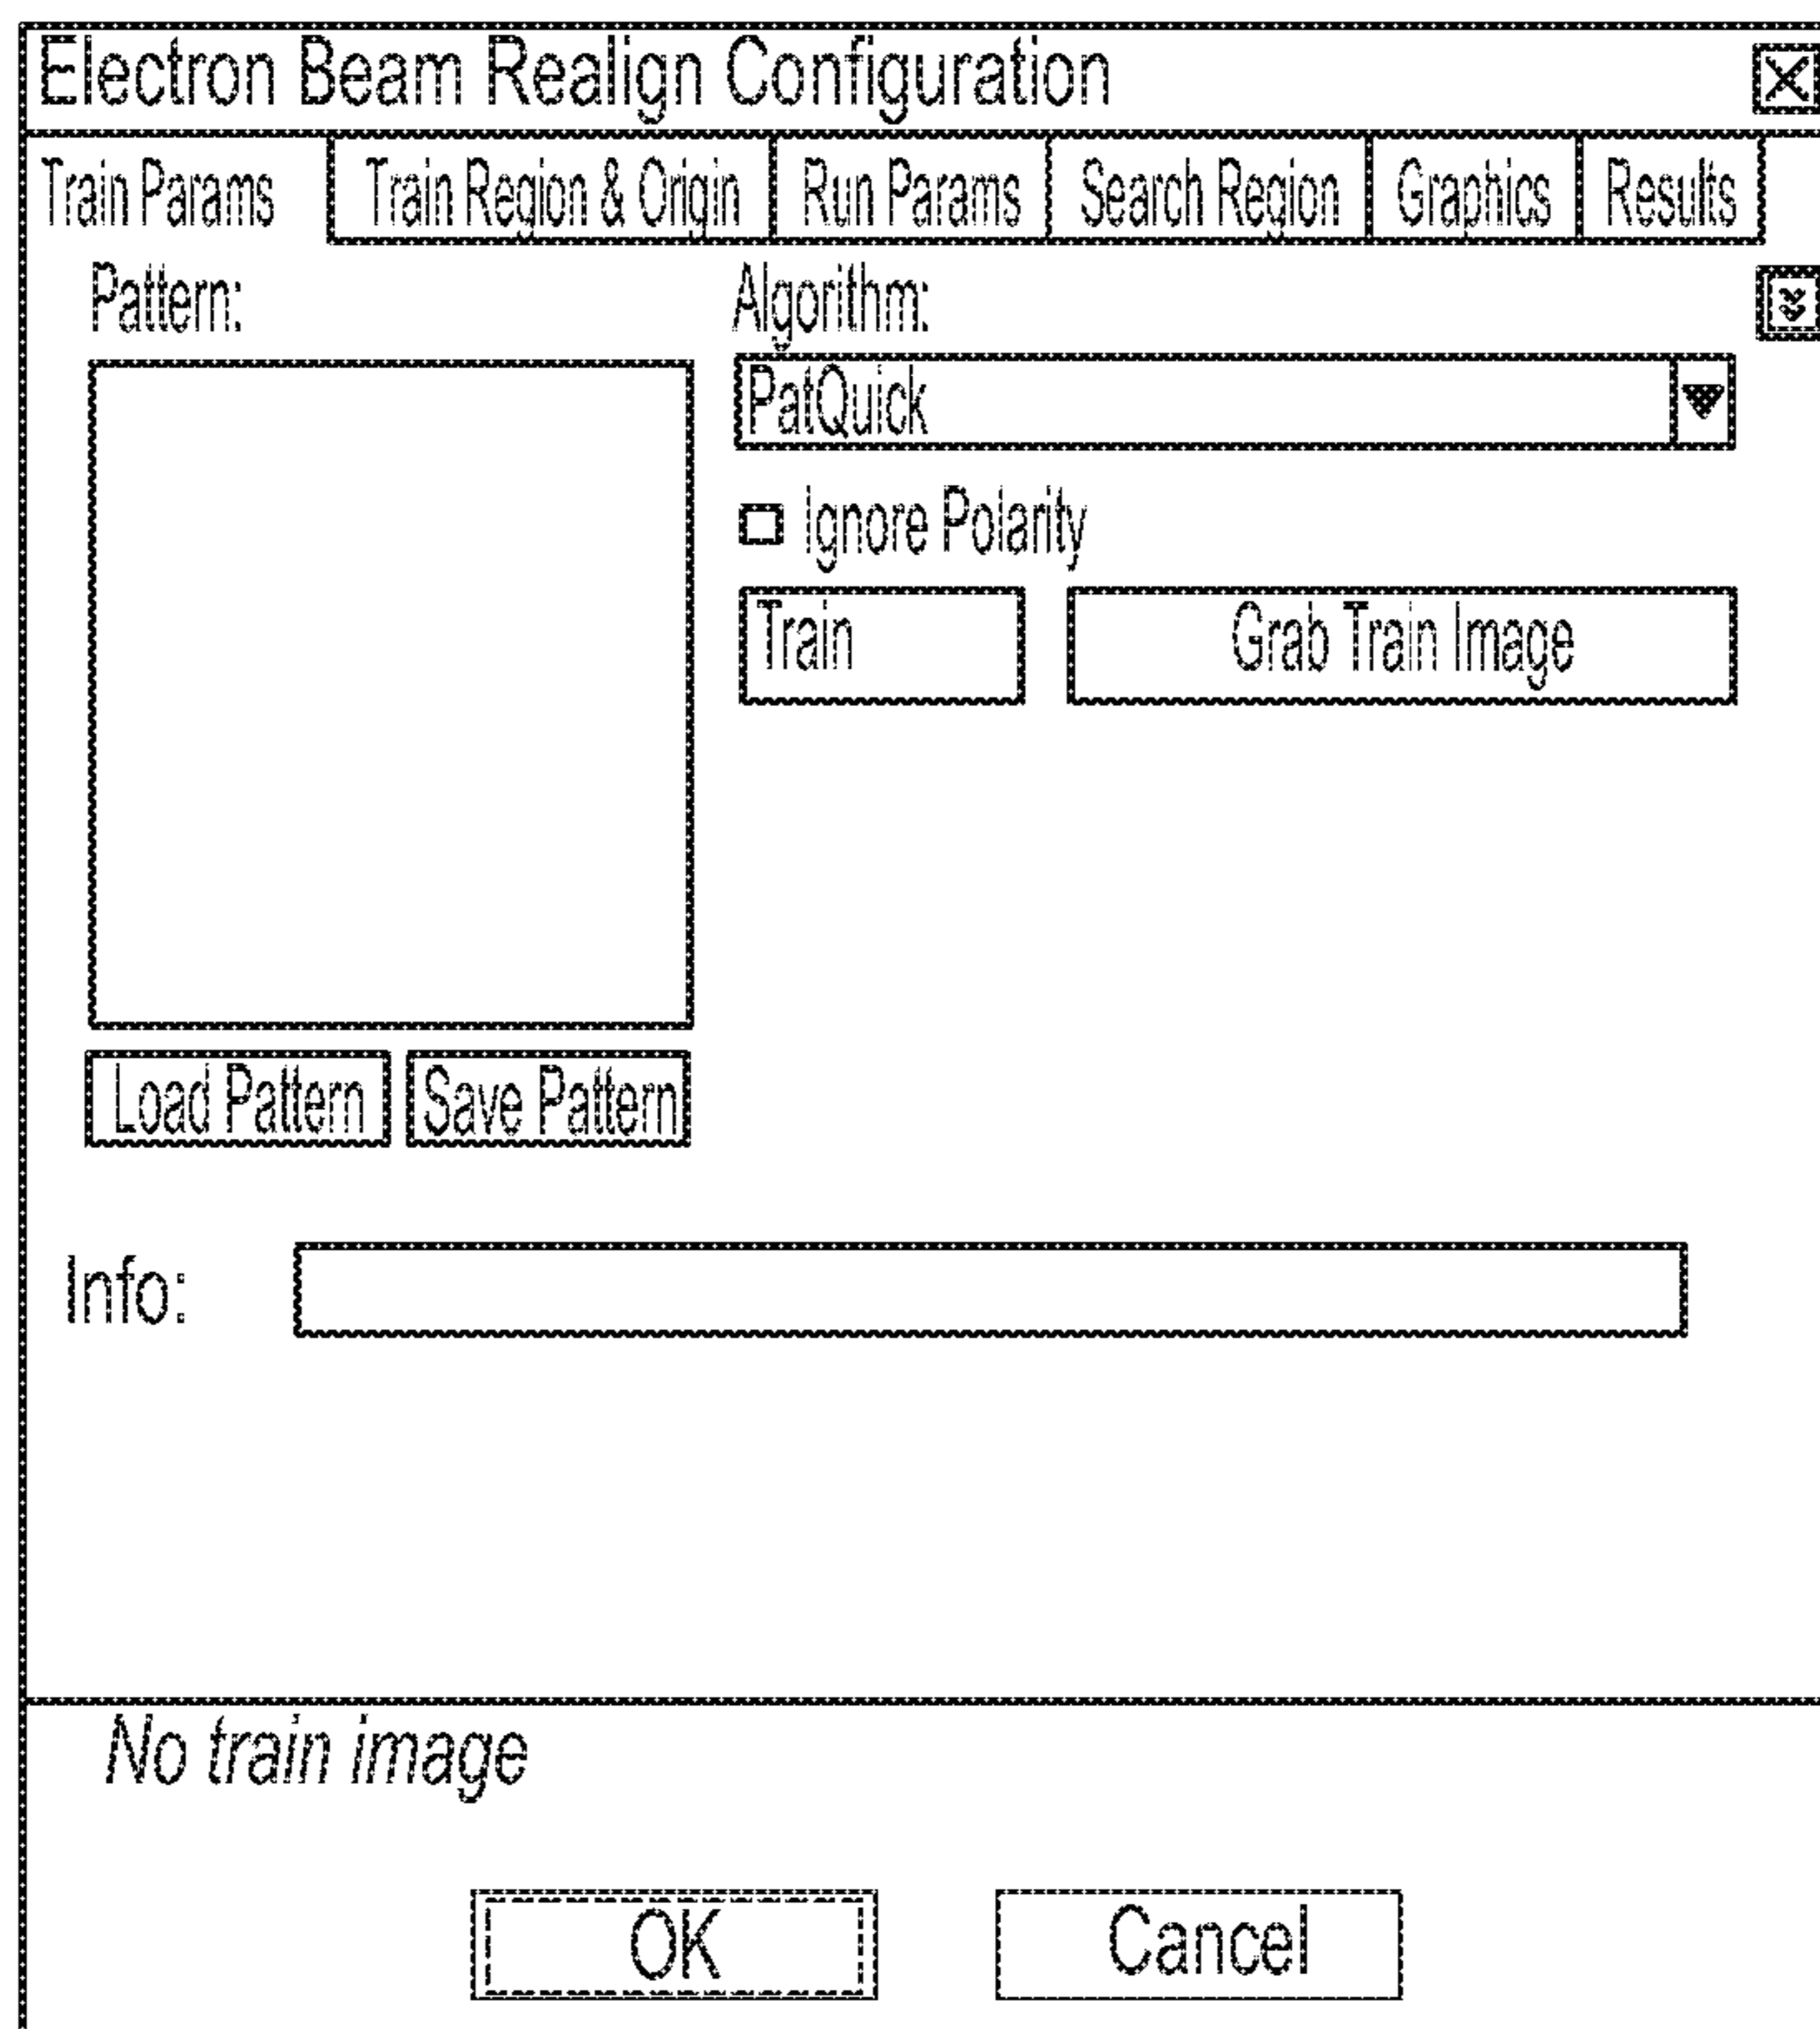 Electron Beam Realign Configuration
Train Params Train Region & Origin Run Params Search Region Graphics Results
Pattern: Algorithm:
PatQuick
Ignore Polarity
Train Grab Train Image
Load Pattern Save Pattern
Info:
No train image
OK Cancel